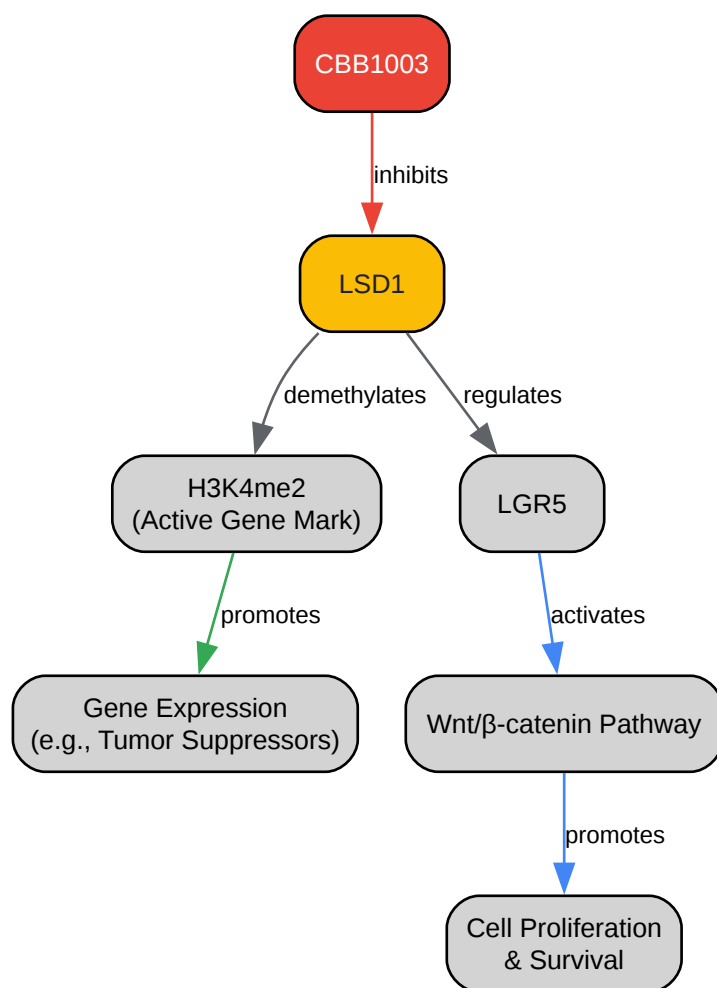 CBB1003
inhibits
LSD1
demethylates
regulates
H3K4me2
(Active Gene Mark)
LGR5
promotes
activates
Gene Expression
(e.g., Tumor Suppressors)
Wnt/β-catenin Pathway
promotes
Cell Proliferation
& Survival